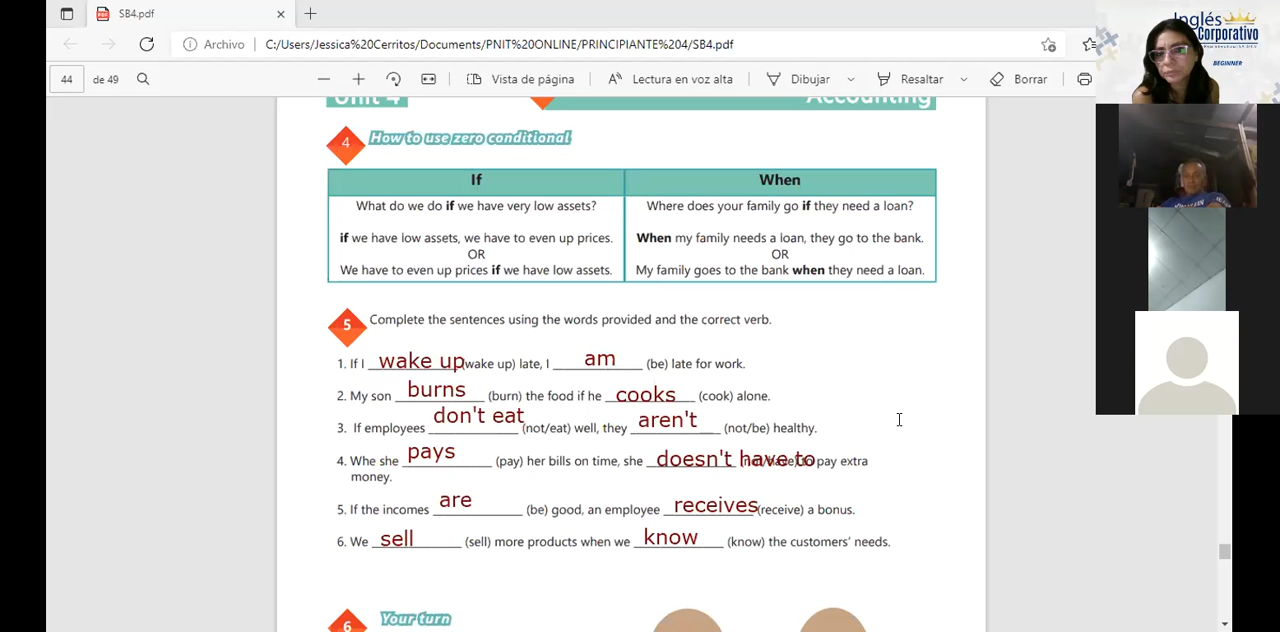 SB4.pdf
Archivo C:/Users/Jessica%20Cerritos/Documents/PNIT%20ONLINE/PRINCIPIANTE%204/SB4.pdf
44 de 49 Vista de página Lectura en voz alta Dibujar Resaltar Borrar
Inglés
Corporativo
BEGINNER
Unit 4 Accounting
4 How to use zero conditional
If When
What do we do if we have very low assets? Where does your family go if they need a loan?
if we have low assets, we have to even up prices. When my family needs a loan, they go to the bank.
OR OR
We have to even up prices if we have low assets. My family goes to the bank when they need a loan.
5 Complete the sentences using the words provided and the correct verb.
1. If I wake up (wake up) late, I am (be) late for work.
2. My son burns (burn) the food if he cooks (cook) alone.
3. If employees don't eat (not/eat) well, they aren't (not/be) healthy.
4. Whe she pays (pay) her bills on time, she doesn't have to (not/have) to pay extra
money.
5. If the incomes are (be) good, an employee receives (receive) a bonus.
6. We sell (sell) more products when we know (know) the customers' needs.
6 Your turn